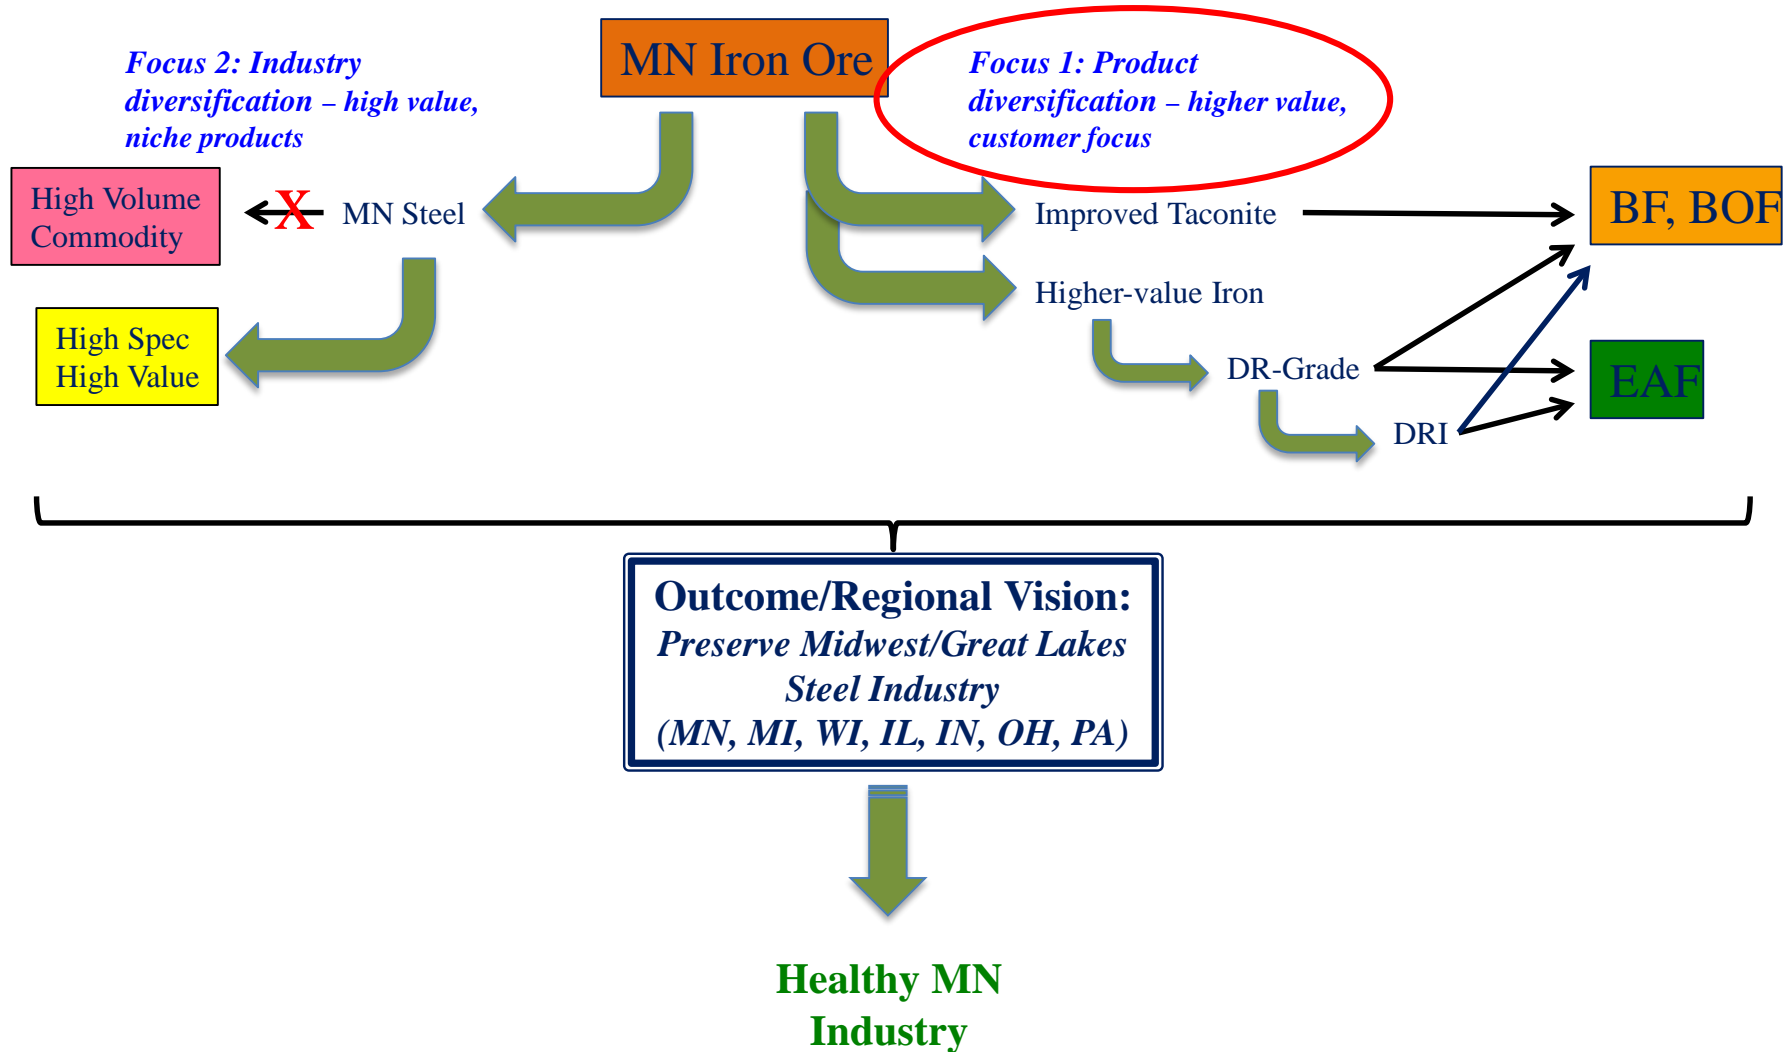 MN Iron Ore
Focus 2: Industry
diversification – high value,
niche products
Focus 1: Product
diversification – higher value,
customer focus
High Volume
Commodity
X
MN Steel
High Spec
High Value
Improved Taconite
Higher-value Iron
DR-Grade
DRI
BF, BOF
EAF
Outcome/Regional Vision:
Preserve Midwest/Great Lakes
Steel Industry
(MN, MI, WI, IL, IN, OH, PA)
Healthy MN
Industry